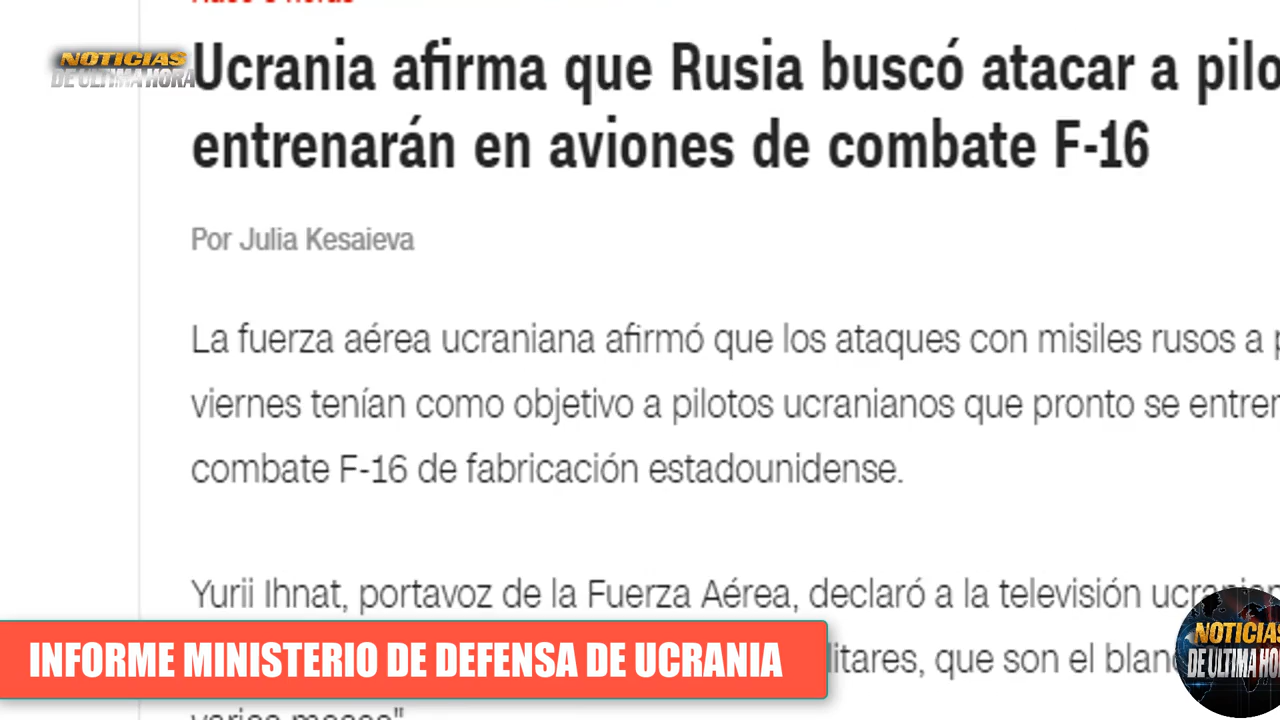 NOTICIAS
DE ULTIMA HORA
Ucrania afirma que Rusia buscó atacar a pilo
entrenarán en aviones de combate F-16
Por Julia Kesaieva
La fuerza aérea ucraniana afirmó que los ataques con misiles rusos a
viernes tenían como objetivo a pilotos ucranianos que pronto se entren
combate F-16 de fabricación estadounidense.
Yurii Ihnat, portavoz de la Fuerza Aérea, declaró a la televisión
litares, que son el
INFORME MINISTERIO DE DEFENSA DE UCRANIA
NOTICIAS
DE ULTIMA HORA